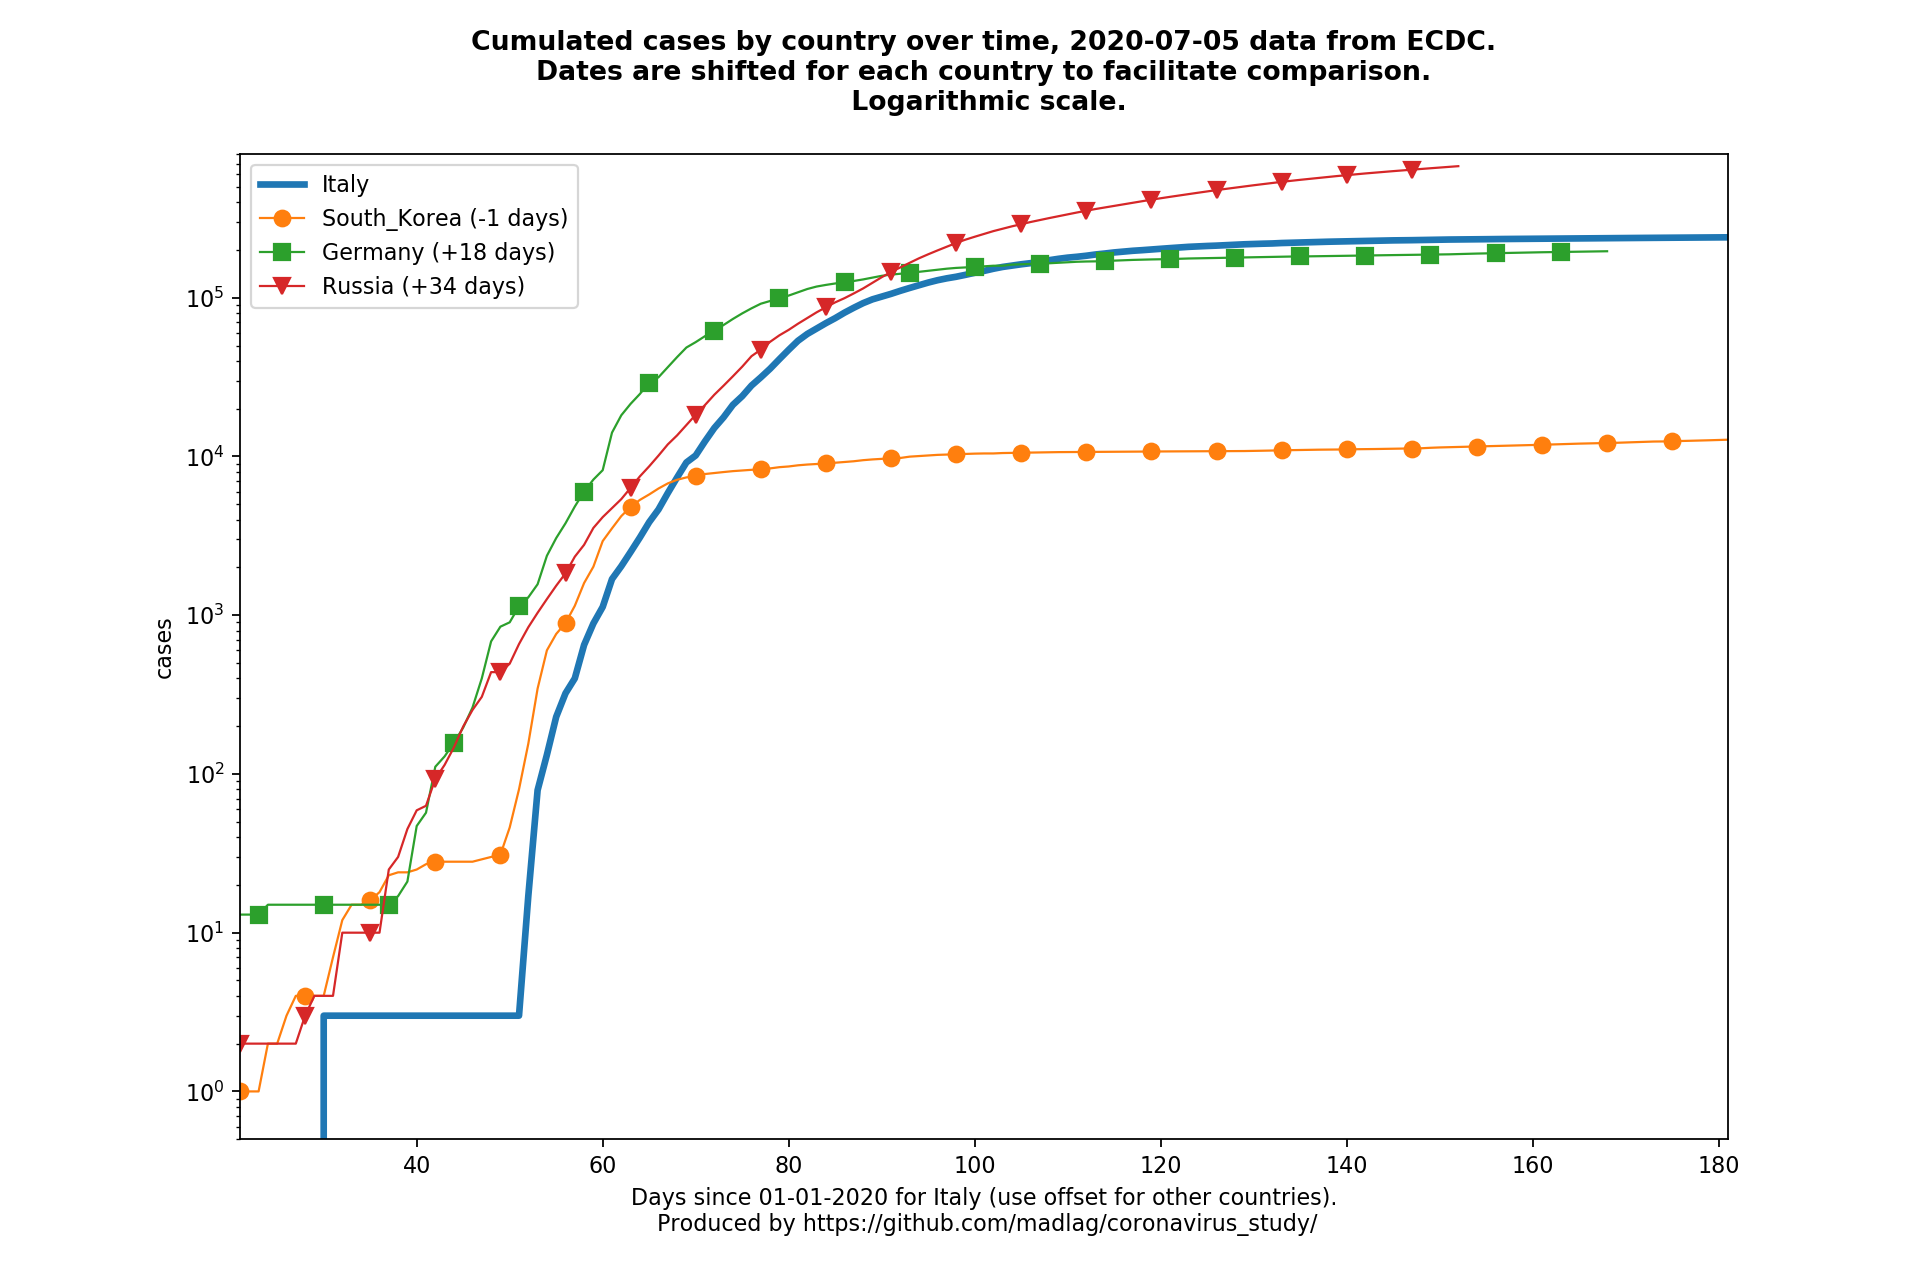 Cumulated cases by country over time, 2020-07-05 data from ECDC.
Dates are shifted for each country to facilitate comparison.
Logarithmic scale.
Italy
South_Korea (-1 days)
Germany (+18 days)
Russia (+34 days)
cases
10^5
10^4
10^3
10^2
10^1
10^0
40 60 80 100 120 140 160 180
Days since 01-01-2020 for Italy (use offset for other countries).
Produced by https://github.com/madlag/coronavirus_study/